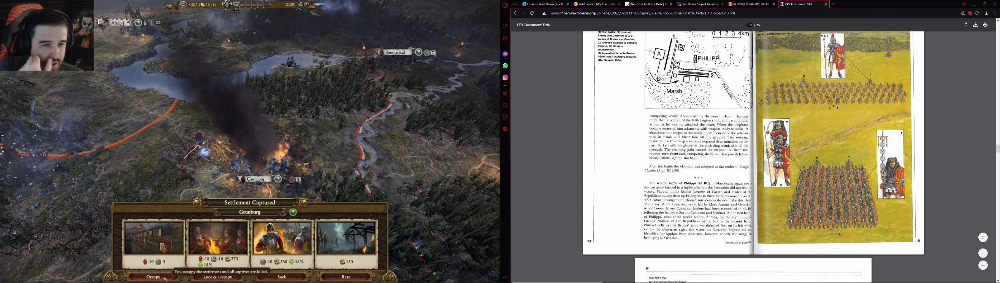 4582 (2811)
2130
Altdorf
Kemperbad
7
Grunburg
0
Settlement Captured
Grunburg
-10 -3
-30 -10 273
18%
-10 538 18%
180
You occupy the settlement and all captives are killed.
Occupy
Loot & Occupy
Sack
Raze
Email - Denis Remo (s1938
Patch notes: Module updat
Welcome to My Suffolk | M
Results for "agent based n
ROMAN INFANTRY TACTIC
CPY Document Title
www.imperium-romana.org/uploads/5/9/3/3/5933147/osprey_-_elite_155_-_roman_battle_tactics_109bc-ad313.pdf
CPY Document Title
18 / 35
(1) First battle: (A) camp of
Antony and Octavian; (B & C)
camps of Brutus and Cassius;
(D) Antony's attempt to outflank
Cassius, (E) Cassius'
countermove.
(2) Second battle: note Brutus'
triplex acies. (Author's drawing,
after Keppie, 1984)
0 1 2 3 4km
1.
A
B
PHILIPPI
C
E
D
2.
Marsh
Via Egnatia
trumpeting loudly, it was crushing the man to death. This was
more than a veteran of the Fifth Legion could endure and, fully
armed as he was, he attacked the beast. When the elephant
became aware of him advancing with weapon ready to strike, it
abandoned the corpse of the camp follower, encircled the veteran
with its trunk and lifted him off the ground. The veteran,
realizing that this dangerous crisis required determination on his
part, hacked with his gladius at the encircling trunk with all his
strength. The resulting pain caused the elephant to drop the
veteran, turn about and, trumpeting shrilly, swiftly rejoin its fellow
beasts (Anon., African War 84).
After the battle the elephant was adopted as the emblem of legio V
Alaudae (App. BC 2.96).
* * *
The second battle of Philippi (42 BC) in Macedonia again saw a
Roman army formed in a triplex acies, but the formation did not lead t
victory. Marcus Junius Brutus (assassin of Caesar, and leader of the
Republican cause) drew up his legions in three lines, presumably on the
4-3-3 cohort arrangement, though our sources do not make this clear
The array of the Caesarian army, led by Mark Antony and Octavian
is not known (these Caesarian leaders had been reconciled in 43 BC
following the battles at Forum Gallorum and Mutina). At the first battle
of Philippi, some three weeks before, Antony, on the right, routed
Cassius' division of the Republican army; but in the second battle
Plutarch tells us that Brutus' army was defeated first on its left wing
i.e. by the Caesarian right; the victorious Caesarian legionaries are
identified by Appian (who does not, however, specify the wing) as
belonging to Octavian.
32
(continued on page 41)
See text commentary for details
O & T
O
T
C Tr S
Tr
C
S
O
T
Tr
C S
A
THE TESTUDO
See text commentary for details